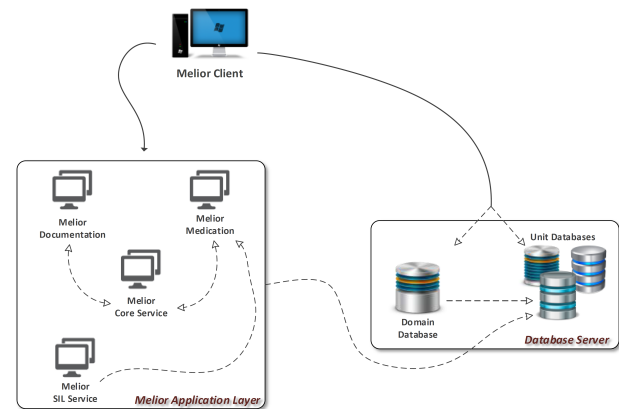 Melior Client
Melior
Documentation
Melior
Medication
Melior
Core Service
Melior
SIL Service
Melior Application Layer
Unit Databases
Domain
Database
Database Server